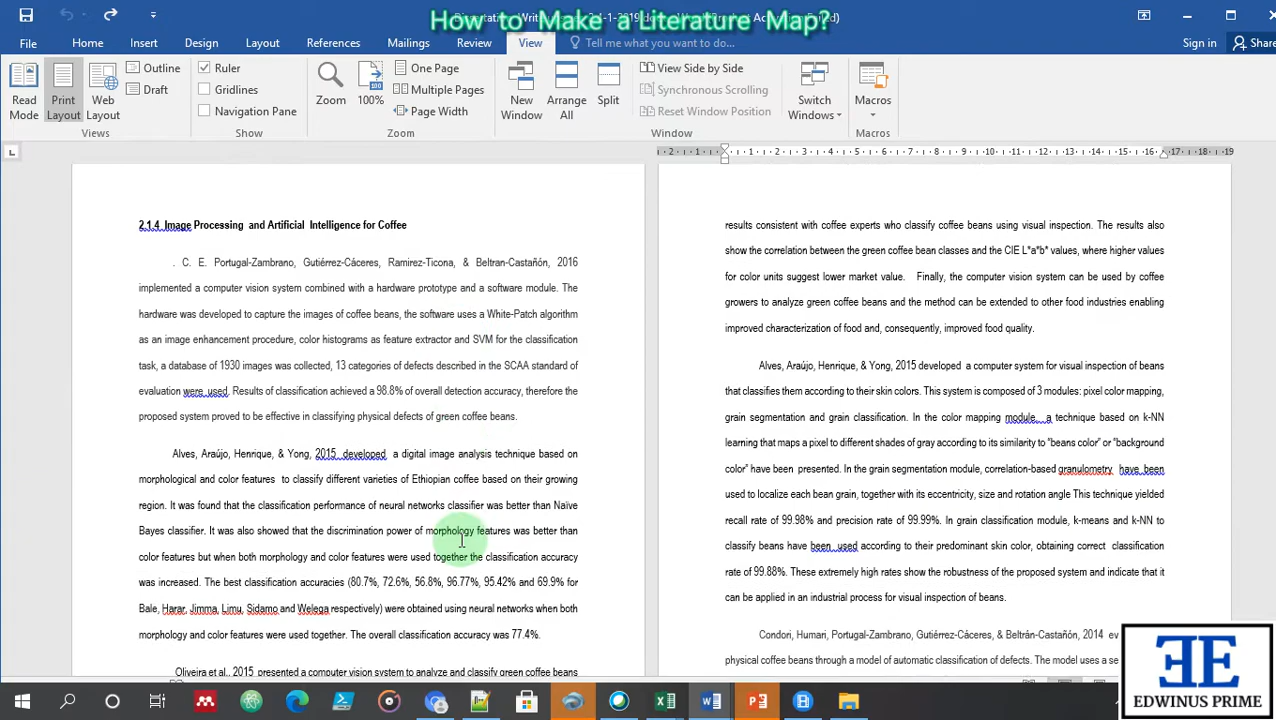 How to Make a Literature Map?
File Home Insert Design Layout References Mailings Review View Tell me what you want to do... Sign in Share
Read Mode
Print Layout
Web Layout
Outline
Draft
Views
Ruler
Gridlines
Navigation Pane
Show
Zoom
100%
One Page
Multiple Pages
Page Width
Zoom
New Window
Arrange All
Split
View Side by Side
Synchronous Scrolling
Reset Window Position
Window
Switch Windows
Macros
Macros
2.1.4 Image Processing and Artificial Intelligence for Coffee
. C. E. Portugal-Zambrano, Gutiérrez-Cáceres, Ramirez-Ticona, & Beltran-Castañón, 2016
implemented a computer vision system combined with a hardware prototype and a software module. The
hardware was developed to capture the images of coffee beans, the software uses a White-Patch algorithm
as an image enhancement procedure, color histograms as feature extractor and SVM for the classification
task, a database of 1930 images was collected, 13 categories of defects described in the SCAA standard of
evaluation were used. Results of classification achieved a 98.8% of overall detection accuracy, therefore the
proposed system proved to be effective in classifying physical defects of green coffee beans.
Alves, Araújo, Henrique, & Yong, 2015 developed a digital image analysis technique based on
morphological and color features to classify different varieties of Ethiopian coffee based on their growing
region. It was found that the classification performance of neural networks classifier was better than Naïve
Bayes classifier. It was also showed that the discrimination power of morphology features was better than
color features but when both morphology and color features were used together the classification accuracy
was increased. The best classification accuracies (80.7%, 72.6%, 56.8%, 96.77%, 95.42% and 69.9% for
Bale, Harar, Jimma, Limu, Sidamo and Welega respectively) were obtained using neural networks when both
morphology and color features were used together. The overall classification accuracy was 77.4%.
Oliveira et al., 2015 presented a computer vision system to analyze and classify green coffee beans
2 1 1 2 3 4 5 6 7 8 9 10 11 12 13 14 15 16 17 18 19
results consistent with coffee experts who classify coffee beans using visual inspection. The results also
show the correlation between the green coffee bean classes and the CIE L*a*b* values, where higher values
for color units suggest lower market value. Finally, the computer vision system can be used by coffee
growers to analyze green coffee beans and the method can be extended to other food industries enabling
improved characterization of food and, consequently, improved food quality.
Alves, Araújo, Henrique, & Yong, 2015 developed a computer system for visual inspection of beans
that classifies them according to their skin colors. This system is composed of 3 modules: pixel color mapping,
grain segmentation and grain classification. In the color mapping module, a technique based on k-NN
learning that maps a pixel to different shades of gray according to its similarity to "beans color" or "background
color" have been presented. In the grain segmentation module, correlation-based granulometry have been
used to localize each bean grain, together with its eccentricity, size and rotation angle This technique yielded
recall rate of 99.98% and precision rate of 99.99%. In grain classification module, k-means and k-NN to
classify beans have been used according to their predominant skin color, obtaining correct classification
rate of 99.88%. These extremely high rates show the robustness of the proposed system and indicate that it
can be applied in an industrial process for visual inspection of beans.
Condori, Humari, Portugal-Zambrano, Gutiérrez-Cáceres, & Beltrán-Castañón, 2014
physical coffee beans through a model of automatic classification of defects. The model uses a
EDWINUS PRIME